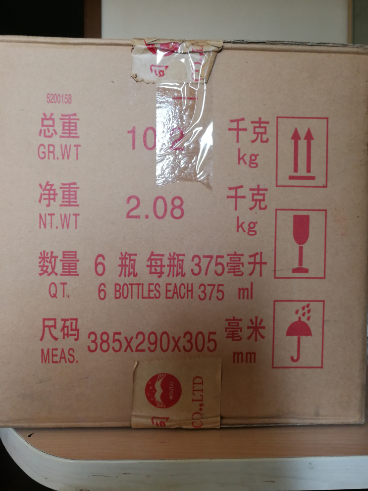 司
5200158
总重 千克
GR.WT kg
净重 2.08 千克
NT.WT kg
数量 6 瓶 每瓶 375毫升
QT. 6 BOTTLES EACH 375 ml
尺码 385x290x305 毫米
MEAS. mm
司
CO.,LTD